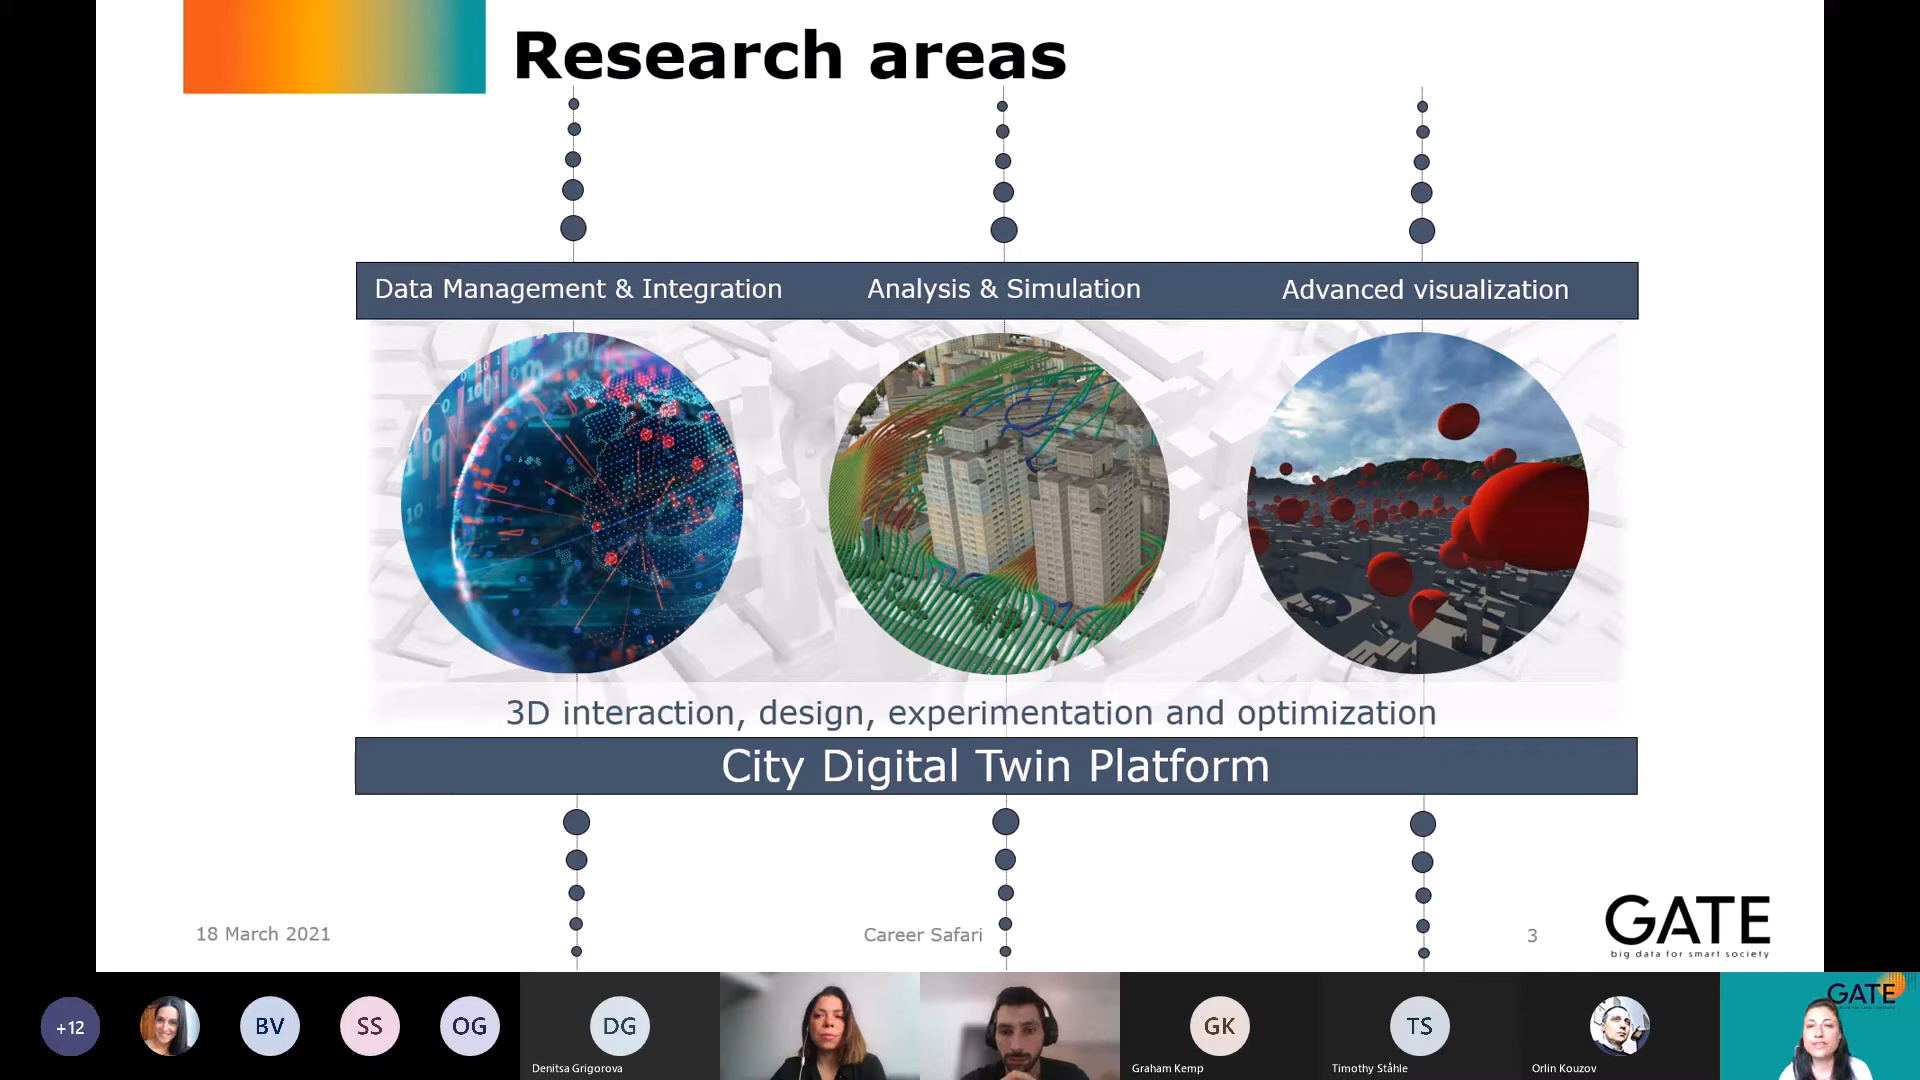 Research areas
Data Management & Integration
Analysis & Simulation
Advanced visualization
3D interaction, design, experimentation and optimization
City Digital Twin Platform
18 March 2021
Career Safari
3
GATE
big data for smart society
+12
BV
SS
OG
DG
Denitsa Grigorova
GK
Graham Kemp
TS
Timothy Ståhle
Orlin Kouzov
GATE